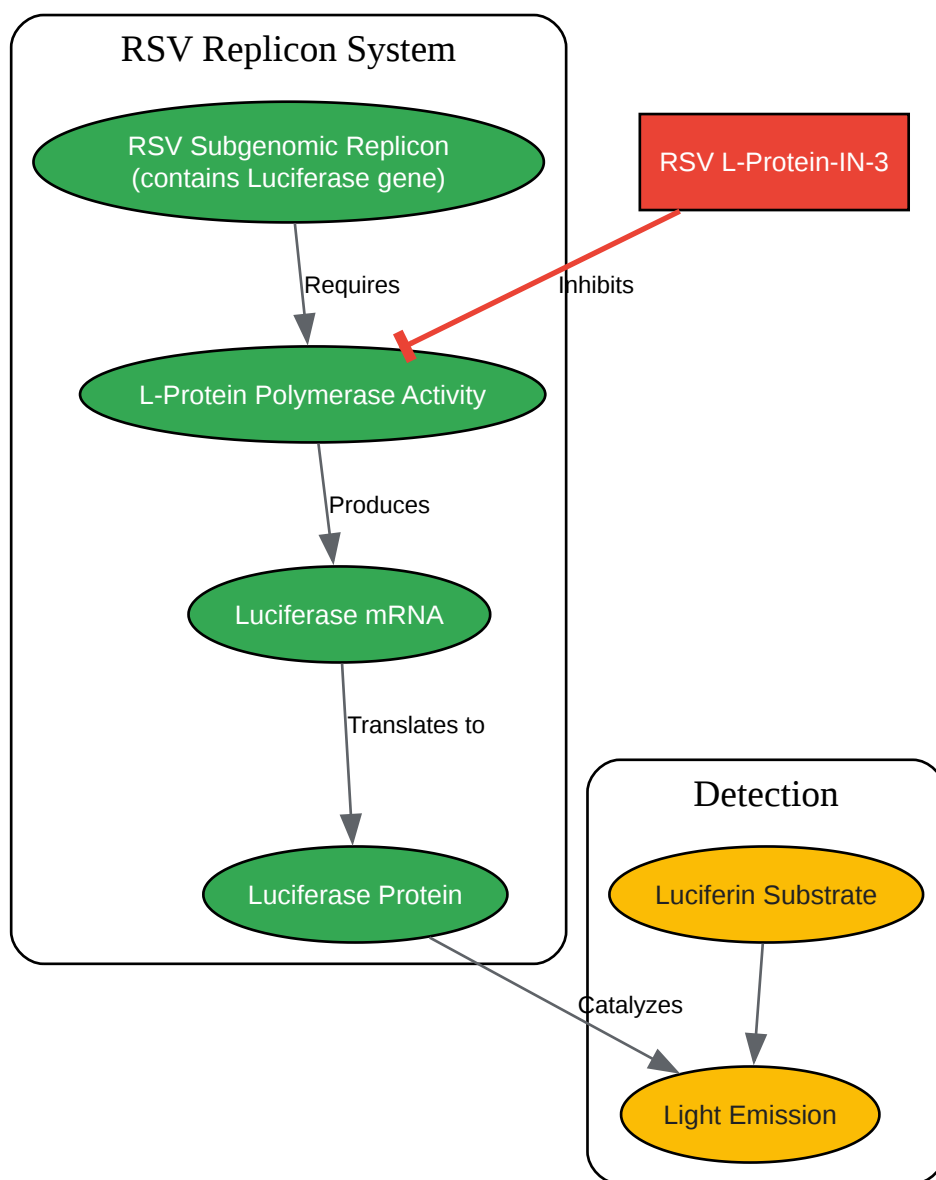 RSV Replicon System
RSV Subgenomic Replicon
(contains Luciferase gene)
RSV L-Protein-IN-3
Requires
Inhibits
L-Protein Polymerase Activity
Produces
Luciferase mRNA
Translates to
Detection
Luciferase Protein
Luciferin Substrate
Catalyzes
Light Emission